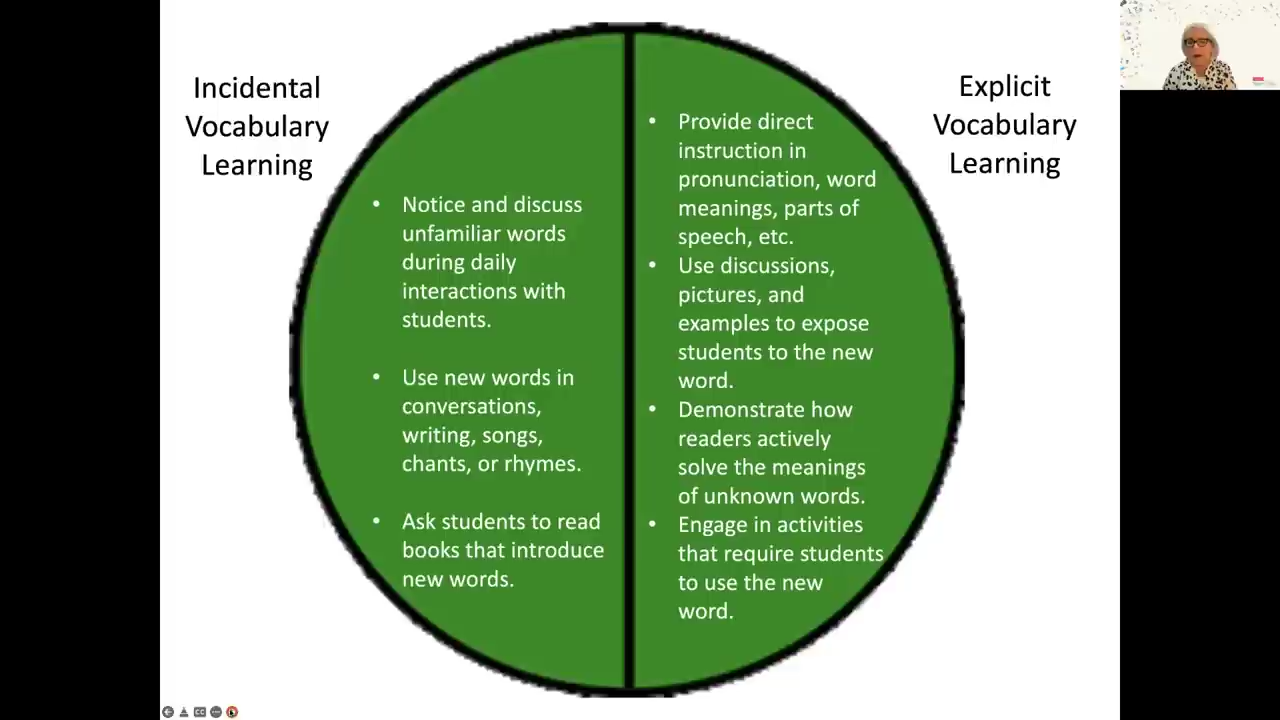 Incidental
Vocabulary
Learning
• Notice and discuss
unfamiliar words
during daily
interactions with
students.
• Use new words in
conversations,
writing, songs,
chants, or rhymes.
• Ask students to read
books that introduce
new words.
Explicit
Vocabulary
Learning
• Provide direct
instruction in
pronunciation, word
meanings, parts of
speech, etc.
• Use discussions,
pictures, and
examples to expose
students to the new
word.
• Demonstrate how
readers actively
solve the meanings
of unknown words.
• Engage in activities
that require students
to use the new
word.
CC